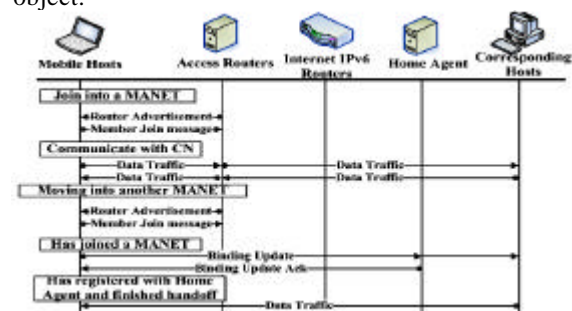 object.
Mobile Hosts
Access Routers
Internet IPv6
Routers
Home Agent
Corresponding
Hosts
Join into a MANET
Router Advertisement
Member Join message
Communicate with CN
Data Traffic
Data Traffic
Data Traffic
Data Traffic
Moving into another MANET
Router Advertisement
Member Join message
Has joined a MANET
Binding Update
Binding Update Ack
Has registered with Home
Agent and finished handoff
Data Traffic